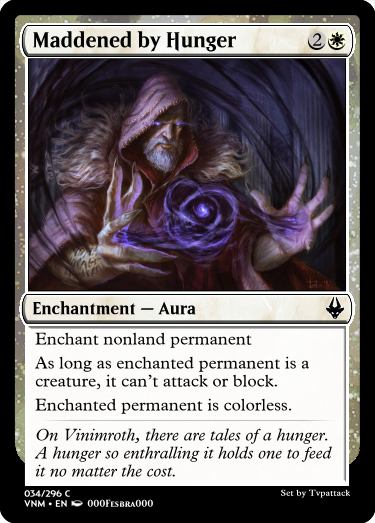 Maddened by Hunger 2
Enchantment — Aura
Enchant nonland permanent
As long as enchanted permanent is a
creature, it can't attack or block.
Enchanted permanent is colorless.
On Vinimroth, there are tales of a hunger.
A hunger so enthralling it holds one to feed
it no matter the cost.
034/296 C
VNM • EN 000Fesbra000
Set by Tvpattack